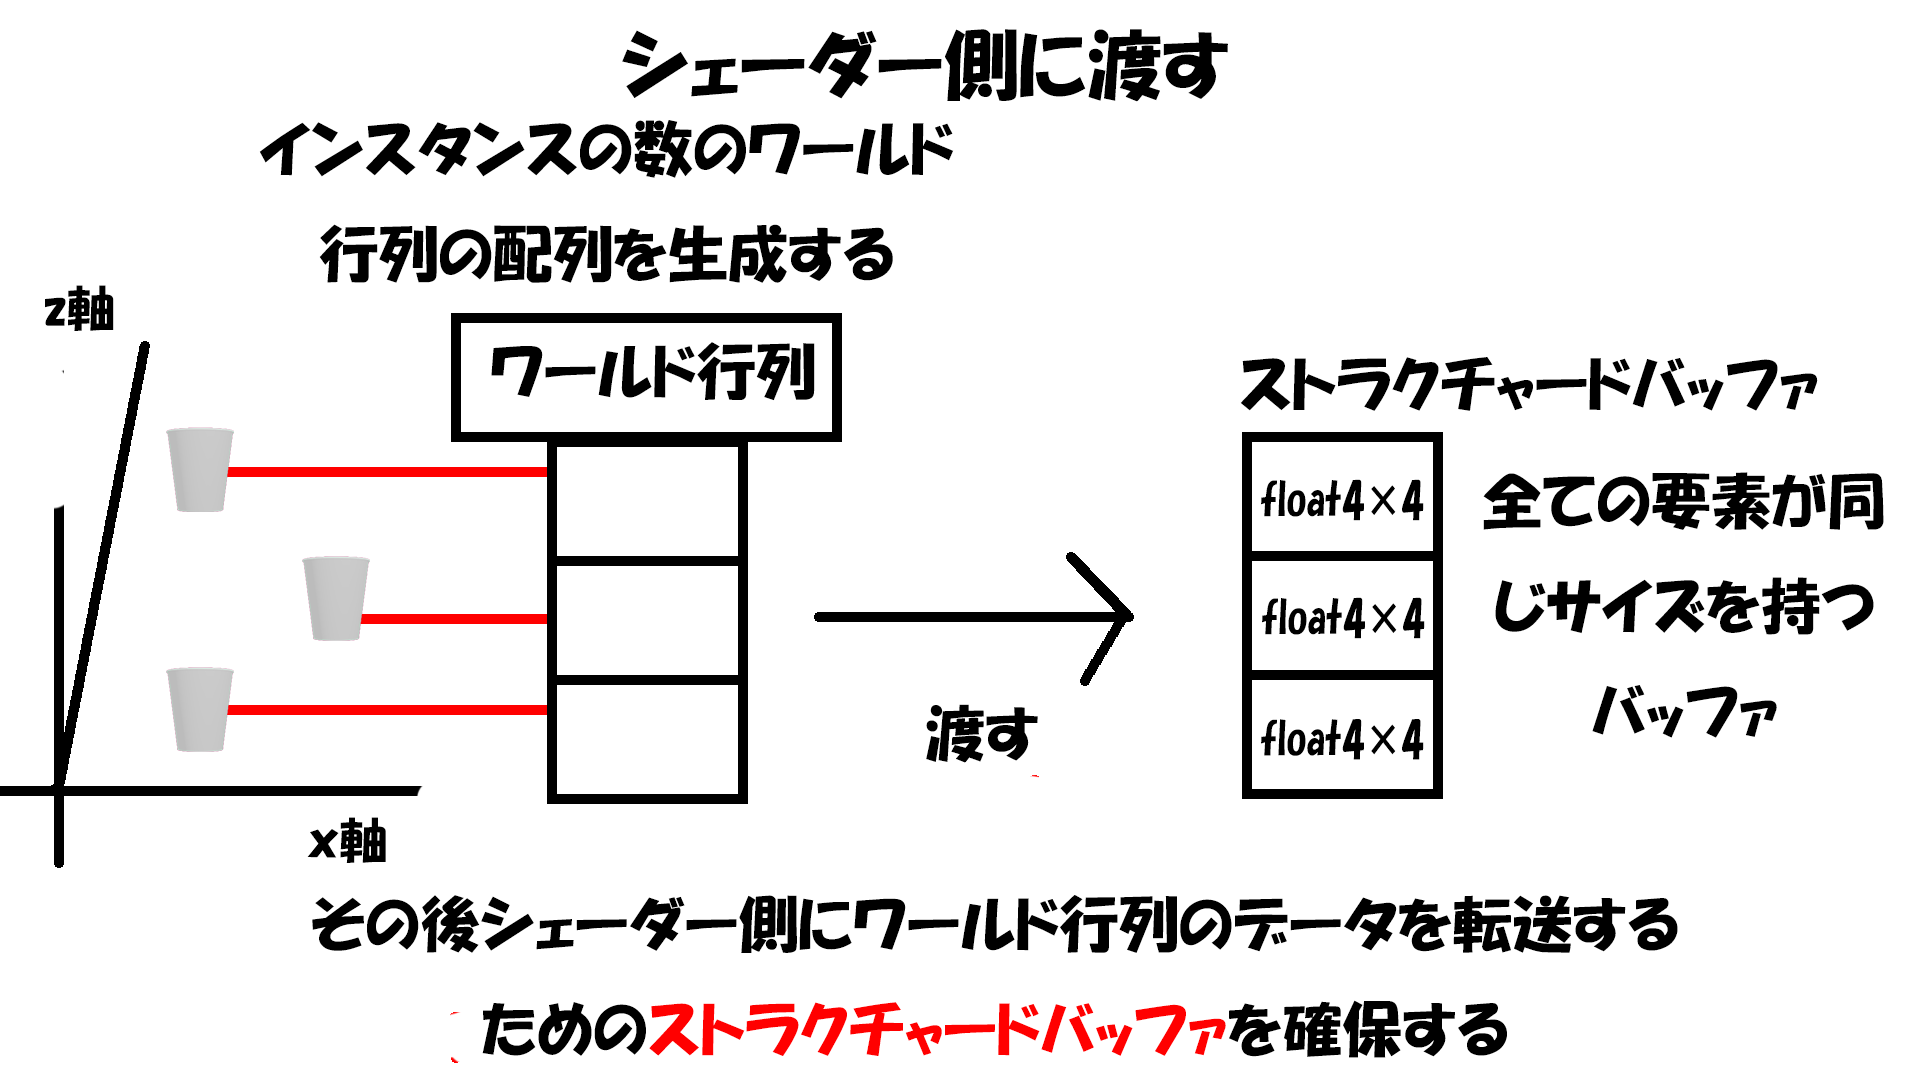 シェーダー側に渡す
インスタンスの数のワールド
行列の配列を生成する
z軸
ワールド行列
ストラクチャードバッファ
float4×4
float4×4
float4×4
全ての要素が同
じサイズを持つ
バッファ
渡す
x軸
その後シェーダー側にワールド行列のデータを転送する
ためのストラクチャードバッファを確保する